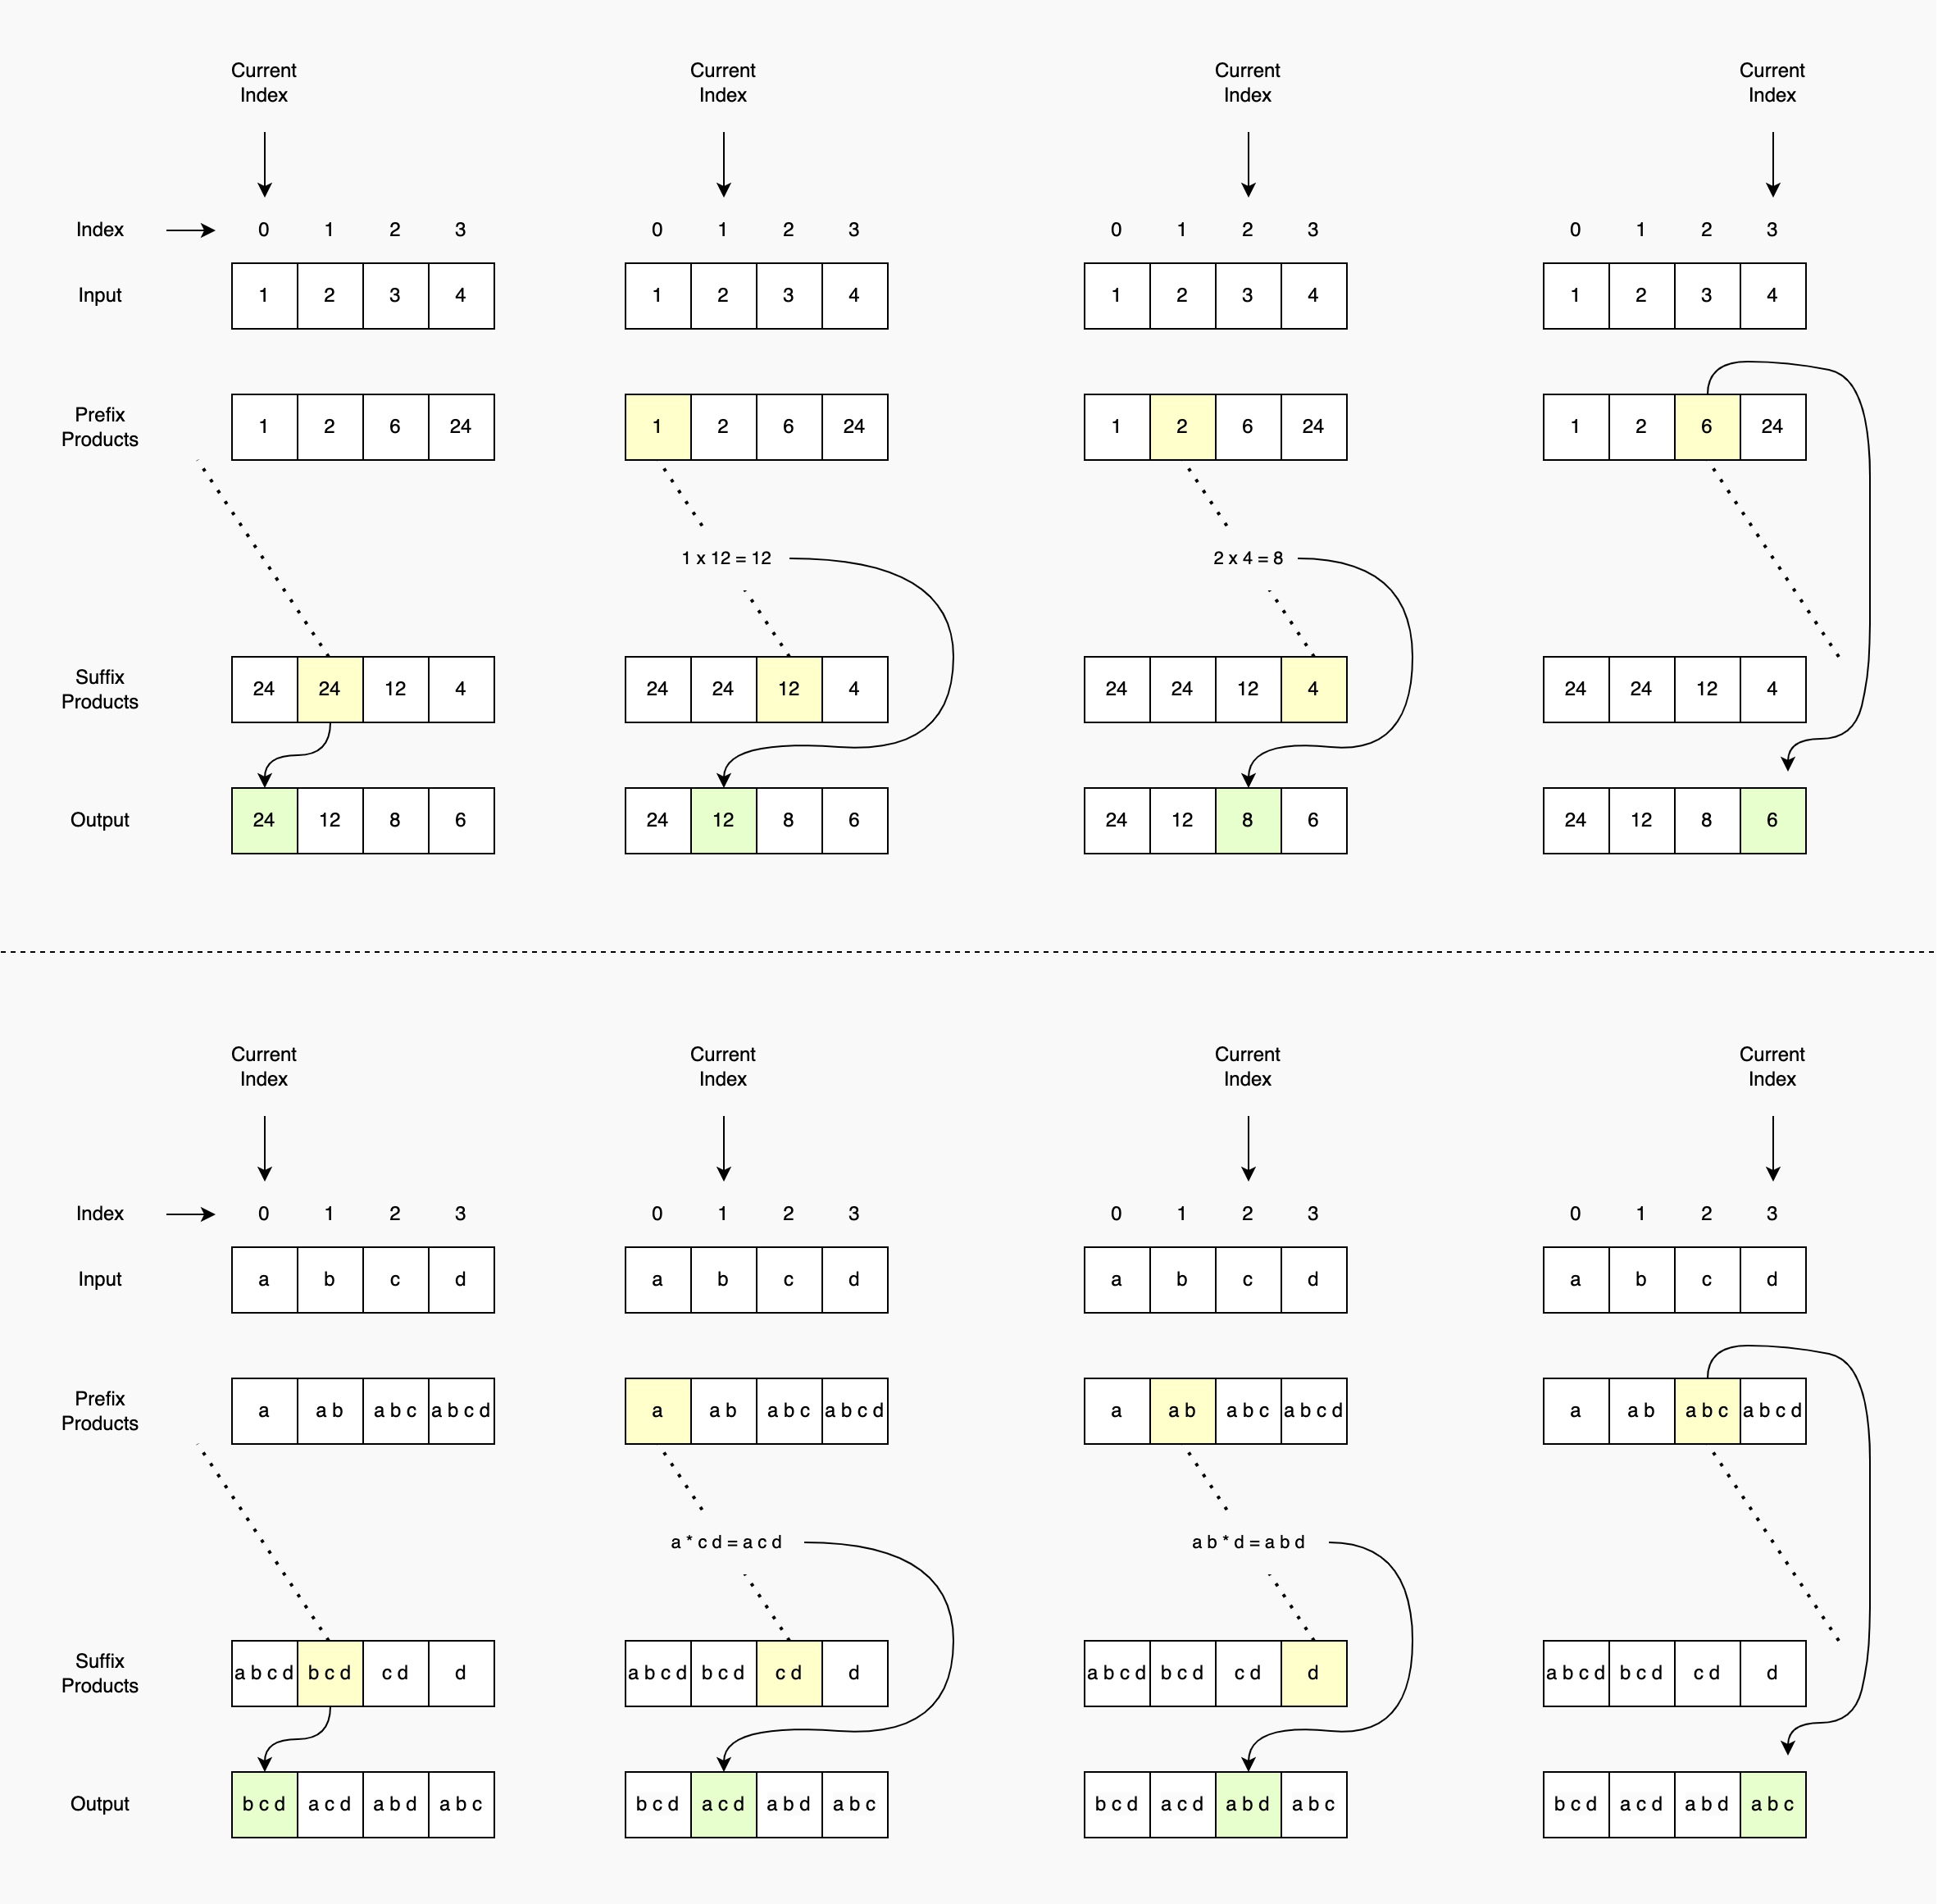 Current Index
Current Index
Current Index
Current Index
Index 0 1 2 3 0 1 2 3 0 1 2 3 0 1 2 3
Input 1 2 3 4 1 2 3 4 1 2 3 4 1 2 3 4
Prefix Products 1 2 6 24 1 2 6 24 1 2 6 24 1 2 6 24
1 x 12 = 12 2 x 4 = 8
Suffix Products 24 24 12 4 24 24 12 4 24 24 12 4 24 24 12 4
Output 24 12 8 6 24 12 8 6 24 12 8 6 24 12 8 6
Current Index
Current Index
Current Index
Current Index
Index 0 1 2 3 0 1 2 3 0 1 2 3 0 1 2 3
Input a b c d a b c d a b c d a b c d
Prefix Products a a b a b c a b c d a a b a b c a b c d a a b a b c a b c d a a b a b c a b c d
a * c d = a c d a b * d = a b d
Suffix Products a b c d b c d c d d a b c d b c d c d d a b c d b c d c d d a b c d b c d c d d
Output b c d a c d a b d a b c b c d a c d a b d a b c b c d a c d a b d a b c b c d a c d a b d a b c